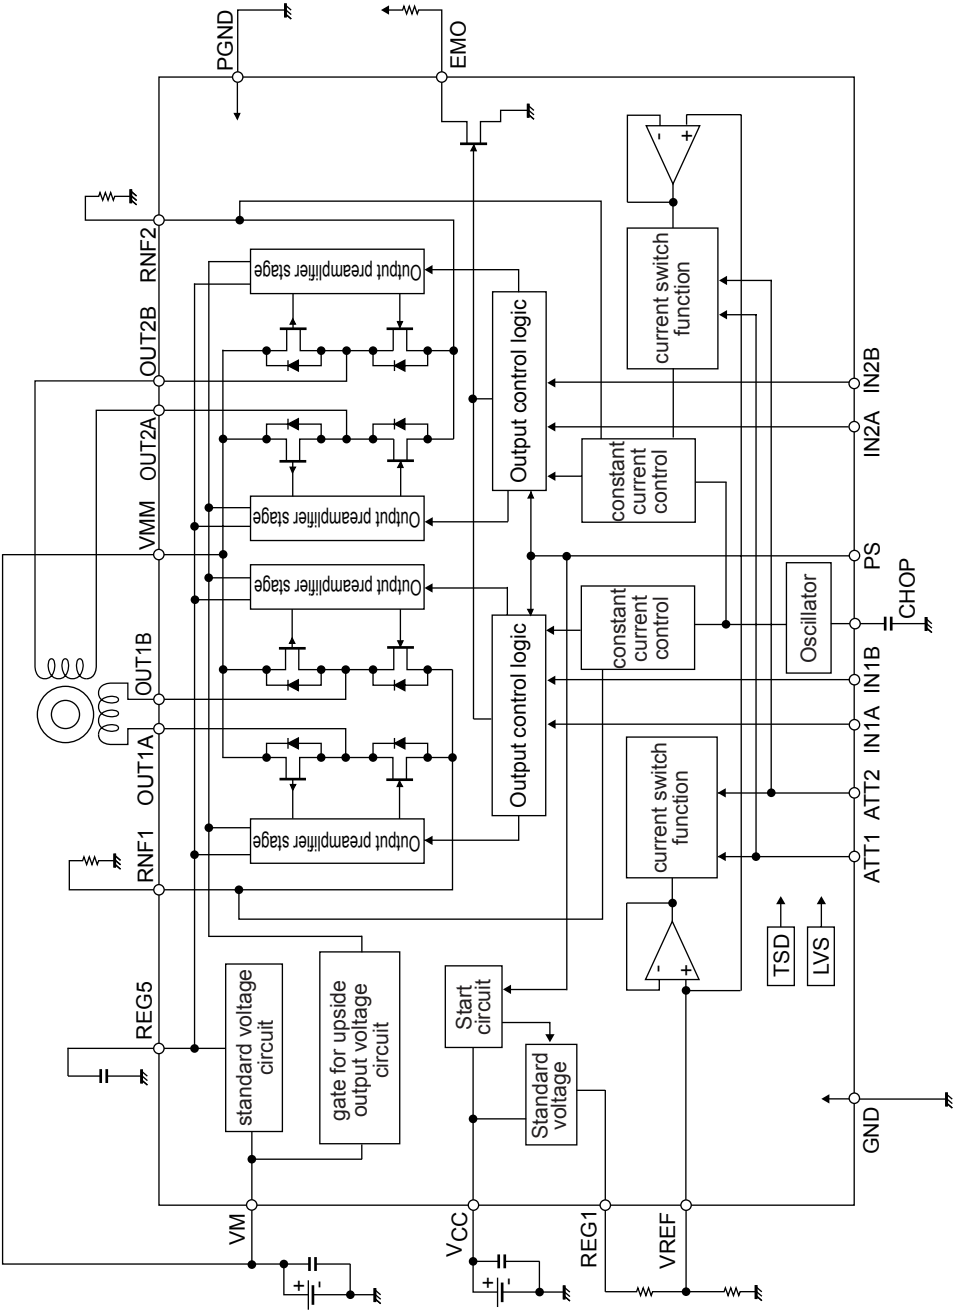 PGND
EMO
RNF2
OUT2B
OUT2A
VMM
OUT1B
OUT1A
RNF1
REG5
Output preamplifier stage
Output preamplifier stage
Output preamplifier stage
Output preamplifier stage
Output control logic
Output control logic
current switch
function
constant
current
control
constant
current
control
Oscillator
current switch
function
-
+
-
+
TSD
LVS
standard voltage
circuit
gate for upside
output voltage
circuit
Start
circuit
Standard
voltage
IN2B
IN2A
PS
CHOP
IN1B
IN1A
ATT2
ATT1
GND
VM
VCC
REG1
VREF
+
-
+
-